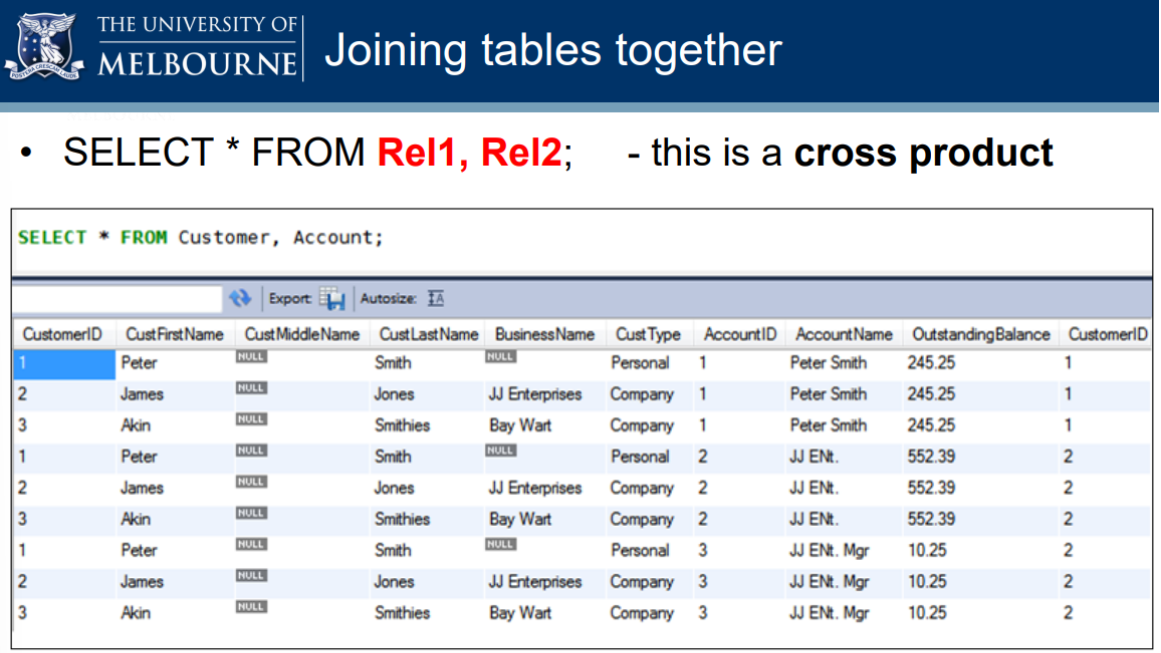 THE UNIVERSITY OF
MELBOURNE
Joining tables together
• SELECT * FROM Rel1, Rel2; - this is a cross product
SELECT * FROM Customer, Account;
Export: Autosize:
CustomerID CustFirstName CustMiddleName CustLastName BusinessName CustType AccountID AccountName OutstandingBalance CustomerID
1 Peter NULL Smith NULL Personal 1 Peter Smith 245.25 1
2 James NULL Jones JJ Enterprises Company 1 Peter Smith 245.25 1
3 Akin NULL Smithies Bay Wart Company 1 Peter Smith 245.25 1
1 Peter NULL Smith NULL Personal 2 JJ ENt. 552.39 2
2 James NULL Jones JJ Enterprises Company 2 JJ ENt. 552.39 2
3 Akin NULL Smithies Bay Wart Company 2 JJ ENt. 552.39 2
1 Peter NULL Smith NULL Personal 3 JJ ENt. Mgr 10.25 2
2 James NULL Jones JJ Enterprises Company 3 JJ ENt. Mgr 10.25 2
3 Akin NULL Smithies Bay Wart Company 3 JJ ENt. Mgr 10.25 2